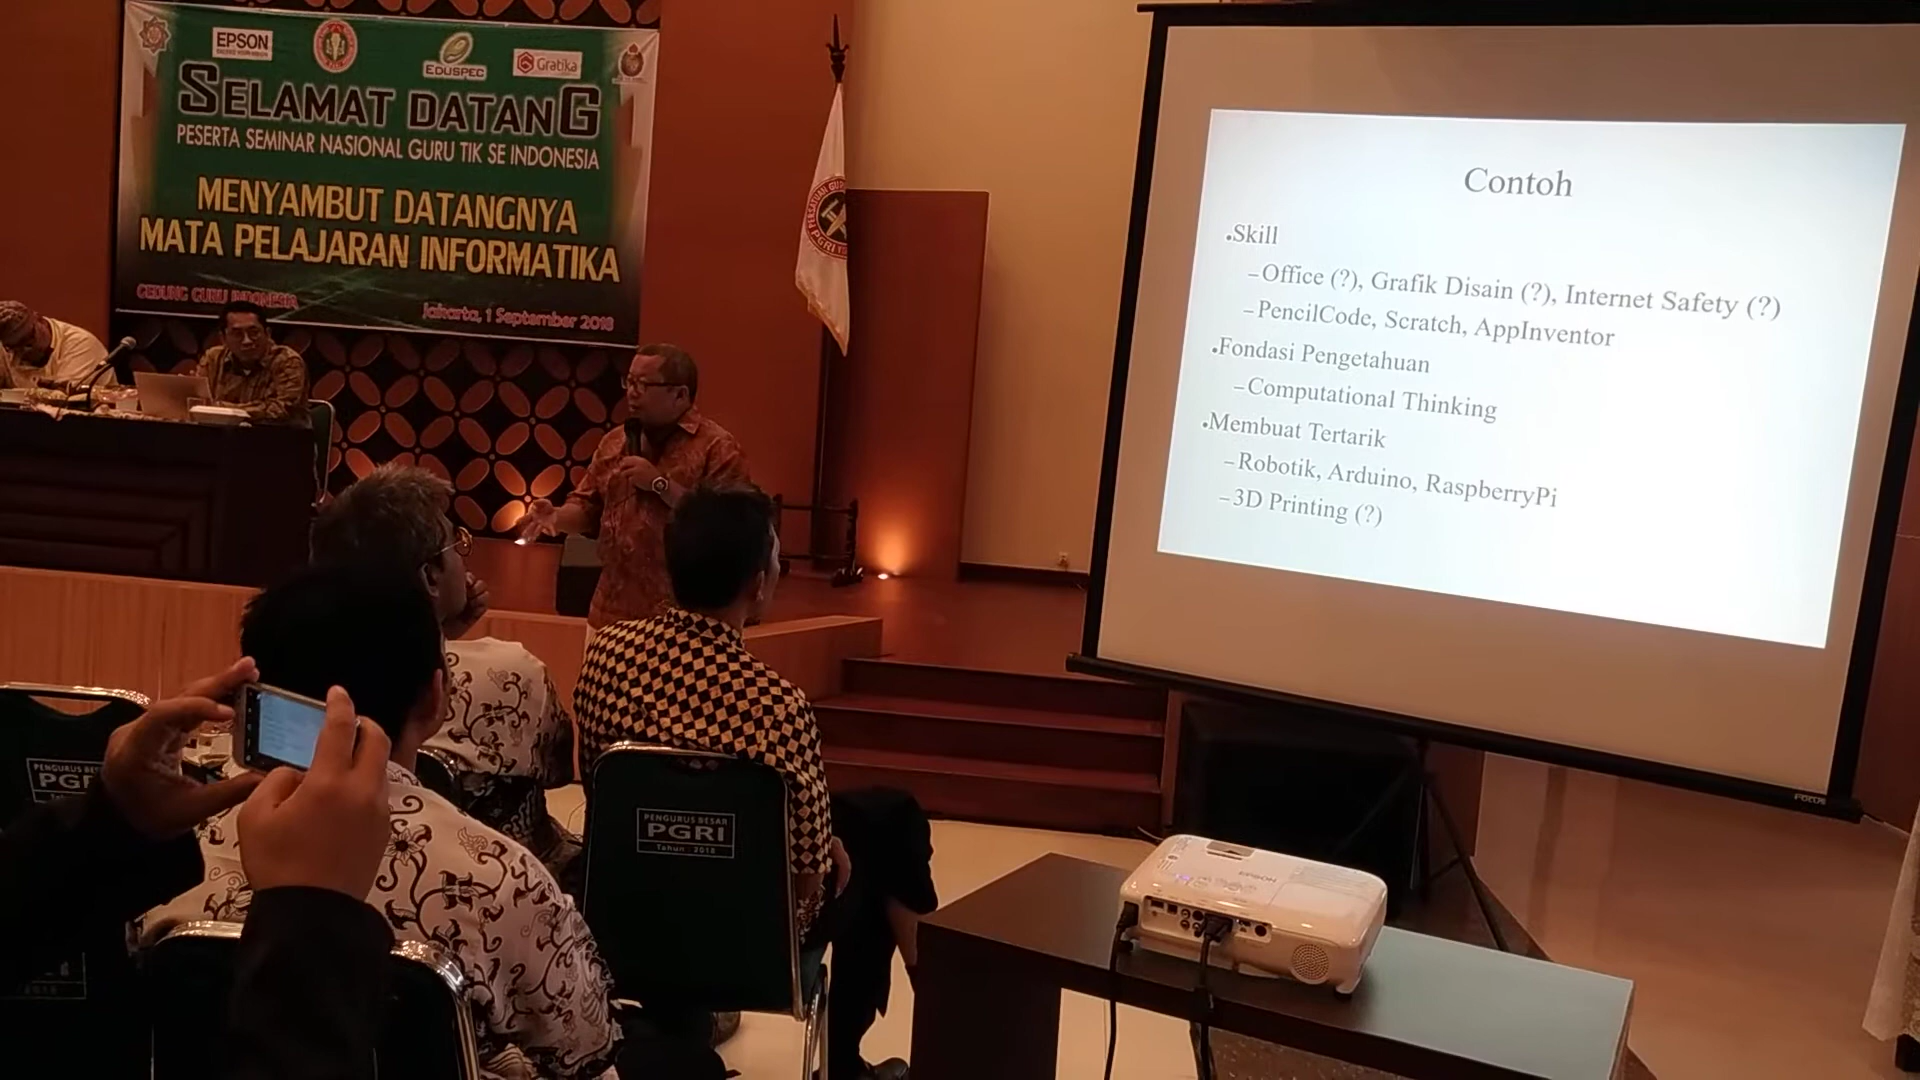 EPSON
EDUSPEC
Gratika
SELAMAT DATANG
PESERTA SEMINAR NASIONAL GURU TIK SE INDONESIA
MENYAMBUT DATANGNYA
MATA PELAJARAN INFORMATIKA
GEDUNG GURU INDONESIA
Jakarta, 1 September 2018
PGRI
Contoh
•Skill
–Office (?), Grafik Disain (?), Internet Safety (?)
–PencilCode, Scratch, AppInventor
•Fondasi Pengetahuan
–Computational Thinking
•Membuat Tertarik
–Robotik, Arduino, RaspberryPi
–3D Printing (?)
FOCUS
PENGURUS BESAR
PGRI
Tahun 2018
EPSON